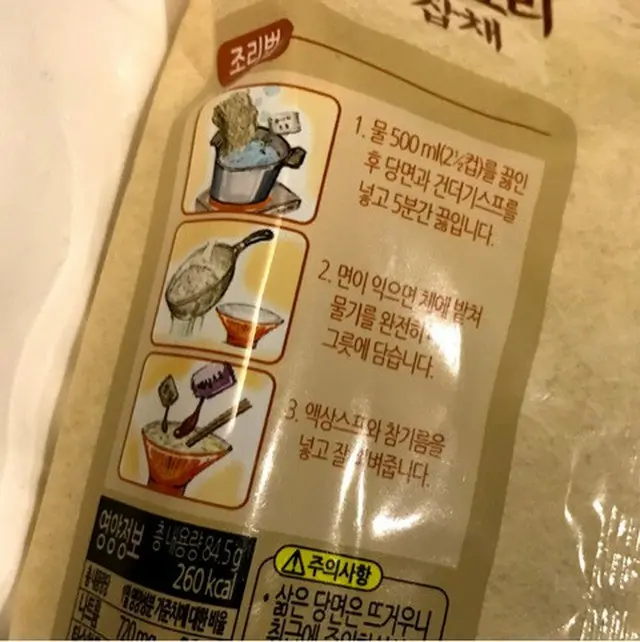 잡채
조리법
1. 물 500 ml(2½컵)를 끓인
후 당면과 건더기스프를
넣고 5분간 끓입니다.
2. 면이 익으면 체에 받쳐
물기를 완전히
그릇에 담습니다.
3. 액상스프와 참기름을
넣고 잘 벼줍니다.
영양정보 총 내용량 84.5 g
260 kcal
주의사항
• 삶은 당면은 뜨거우니